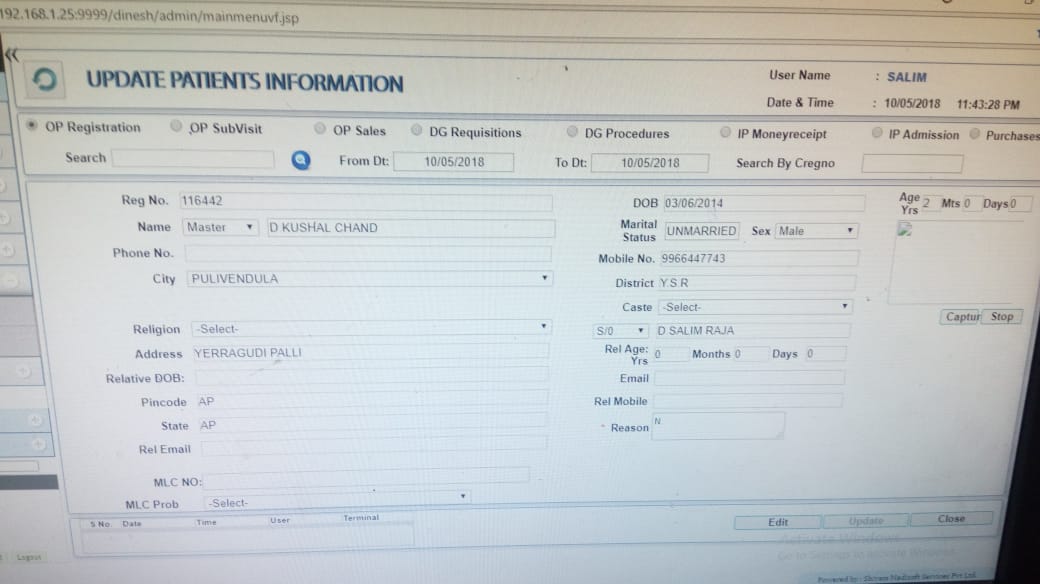 192.168.1.25:9999/dinesh/admin/mainmenuvf.jsp
UPDATE PATIENTS INFORMATION
User Name : SALIM
Date & Time : 10/05/2018 11:43:28 PM
OP Registration OP SubVisit OP Sales DG Requisitions DG Procedures IP Moneyreceipt IP Admission Purchases
Search From Dt: 10/05/2018 To Dt: 10/05/2018 Search By Cregno
Reg No. 116442 DOB 03/06/2014 Age Yrs 2 Mts 0 Days 0
Name Master D KUSHAL CHAND Marital Status UNMARRIED Sex Male
Phone No. Mobile No. 9966447743
City PULIVENDULA District Y.S.R
Caste -Select-
Captur Stop
Religion -Select- S/0 D SALIM RAJA
Address YERRAGUDI PALLI Rel Age: Yrs 0 Months 0 Days 0
Relative DOB: Email
Pincode AP Rel Mobile
State AP * Reason N
Rel Email
MLC NO:
MLC Prob -Select-
S No. Date Time User Terminal
Edit Update Close
Activate Windows
Go to Settings to activate Windows.
Logout
Powered by : Shivam Medisoft Services Pvt Ltd.